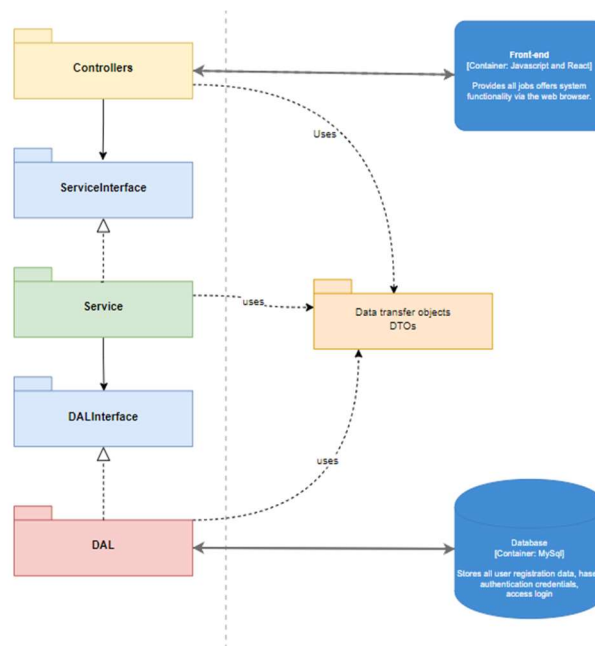 Controllers
Front-end
[Container: Javascript and React]
Provides all jobs offers system
functionality via the web browser.
Uses
ServiceInterface
Service
uses
Data transfer objects
DTOs
DALInterface
uses
DAL
Database
[Container: MySql]
Stores all user registration data, hase
authentication credentials,
access login